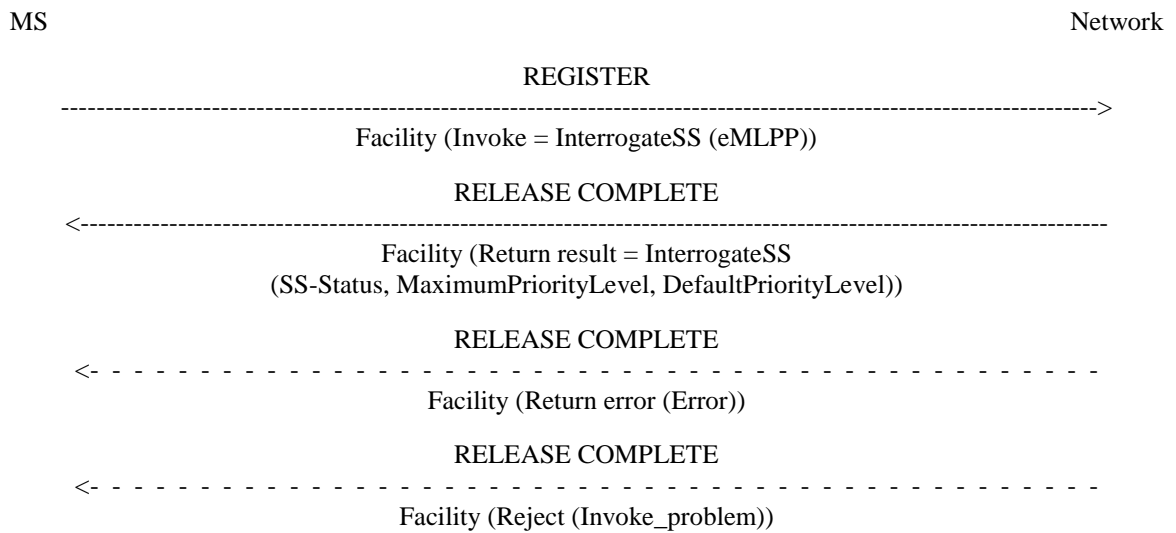 MS Network
REGISTER
Facility (Invoke = InterrogateSS (eMLPP))
RELEASE COMPLETE
Facility (Return result = InterrogateSS
(SS-Status, MaximumPriorityLevel, DefaultPriorityLevel))
RELEASE COMPLETE
Facility (Return error (Error))
RELEASE COMPLETE
Facility (Reject (Invoke_problem))